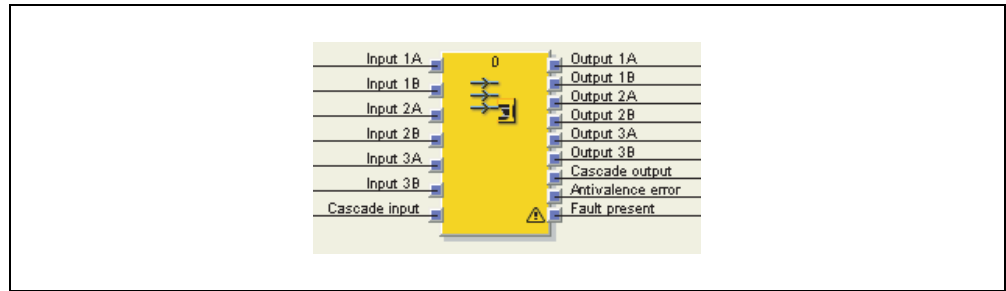 Input 1A
Input 1B
Input 2A
Input 2B
Input 3A
Input 3B
Cascade input
0
Output 1A
Output 1B
Output 2A
Output 2B
Output 3A
Output 3B
Cascade output
Antivalence error
Fault present